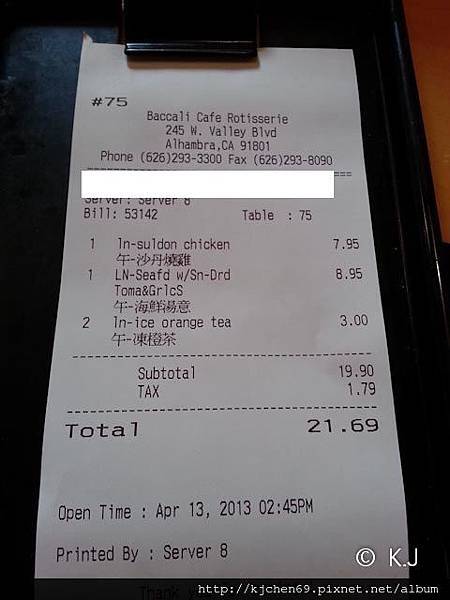 #75
Baccali Cafe Rotisserie
245 W. Valley Blvd
Alhambra,CA 91801
Phone (626)293-3300 Fax (626)293-8090
Server: Server 8
Bill: 53142 Table : 75
1 ln-suldon chicken 7.95
午-沙丹燒雞
1 LN-Seafd w/Sn-Drd 8.95
Toma&GrlcS
午-海鮮湯意
2 ln-ice orange tea 3.00
午-凍橙茶
Subtotal 19.90
TAX 1.79
Total 21.69
Open Time : Apr 13, 2013 02:45PM
Printed By : Server 8
Thank
© K.J
http://kjchen69.pixnet.net/album